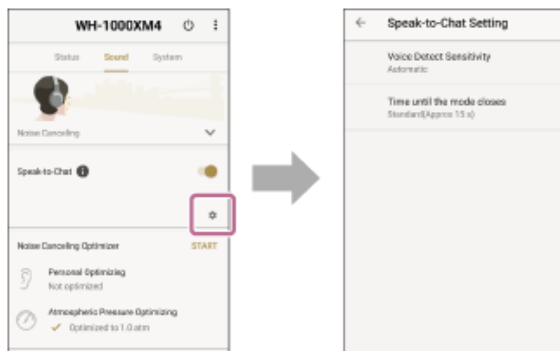 WH-1000XM4
Status Sound System
Noise Canceling
Speak-to-Chat
Noise Canceling Optimizer START
Personal Optimizing
Not optimized
Atmospheric Pressure Optimizing
Optimized to 1.0 atm
Speak-to-Chat Setting
Voice Detect Sensitivity
Automatic
Time until the mode closes
Standard(Approx 15 s)